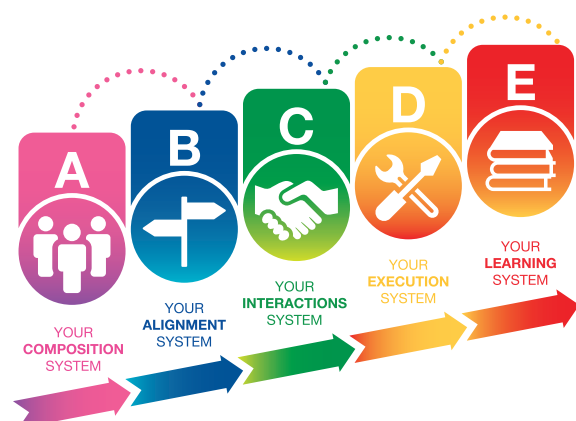 A
YOUR
COMPOSITION
SYSTEM
B
YOUR
ALIGNMENT
SYSTEM
C
YOUR
INTERACTIONS
SYSTEM
D
YOUR
EXECUTION
SYSTEM
E
YOUR
LEARNING
SYSTEM